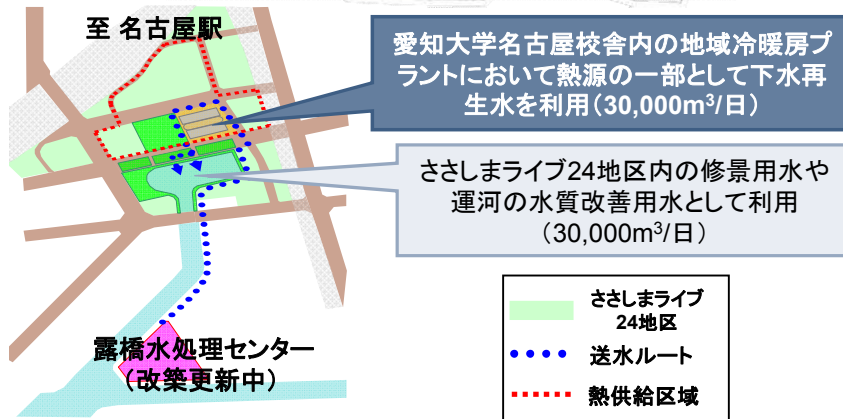 至 名古屋駅
愛知大学名古屋校舎内の地域冷暖房プ
ラントにおいて熱源の一部として下水再
生水を利用(30,000m³/日)
ささしまライブ24地区内の修景用水や
運河の水質改善用水として利用
(30,000m³/日)
露橋水処理センター
(改築更新中)
ささしまライブ
24地区
送水ルート
熱供給区域